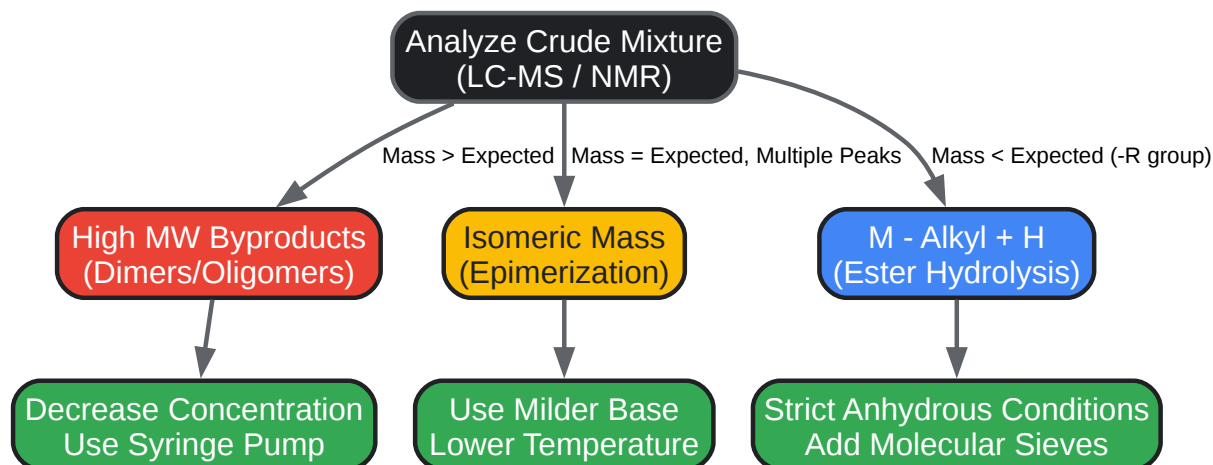 Analyze Crude Mixture
(LC-MS / NMR)
Mass > Expected
Mass = Expected, Multiple Peaks
Mass < Expected (-R group)
High MW Byproducts
(Dimers/Oligomers)
Isomeric Mass
(Epimerization)
M - Alkyl + H
(Ester Hydrolysis)
Decrease Concentration
Use Syringe Pump
Use Milder Base
Lower Temperature
Strict Anhydrous Conditions
Add Molecular Sieves